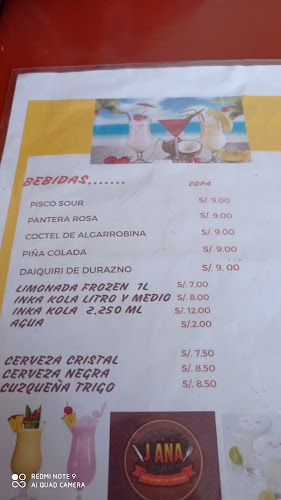 BEBIDAS....... COPA
PISCO SOUR S/. 9.00
PANTERA ROSA S/. 9.00
COCTEL DE ALGARROBINA S/. 9.00
PIÑA COLADA S/. 9.00
DAIQUIRI DE DURAZNO S/. 9.00
LIMONADA FROZEN 1L S/. 7.00
INKA KOLA LITRO Y MEDIO S/. 8.00
INKA KOLA 2.250 ML S/. 12.00
AGUA S/.2,00
CERVEZA CRISTAL S/. 7.50
CERVEZA NEGRA S/. 8.50
CUZQUEÑA TRIGO S/. 8.50
J ANA
REDMI NOTE 9
AI QUAD CAMERA